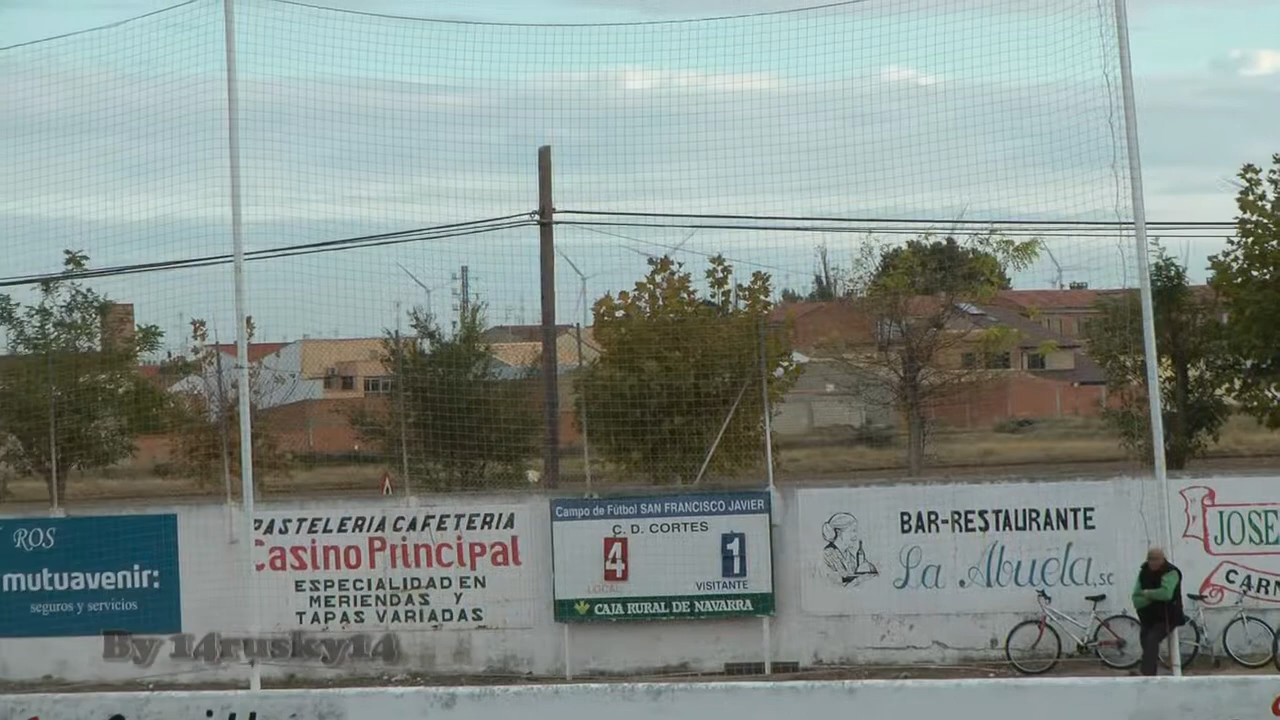 ROS
mutuavenir:
seguros y servicios
PASTELERIA CAFETERIA
Casino Principal
ESPECIALIDAD EN
MERIENDAS Y
TAPAS VARIADAS
Campo de Fútbol SAN FRANCISCO JAVIER
C. D. CORTES
4 1
LOCAL VISITANTE
CAJA RURAL DE NAVARRA
BAR-RESTAURANTE
La Abuela, SC
JOSE
CARN
By 14rusky14